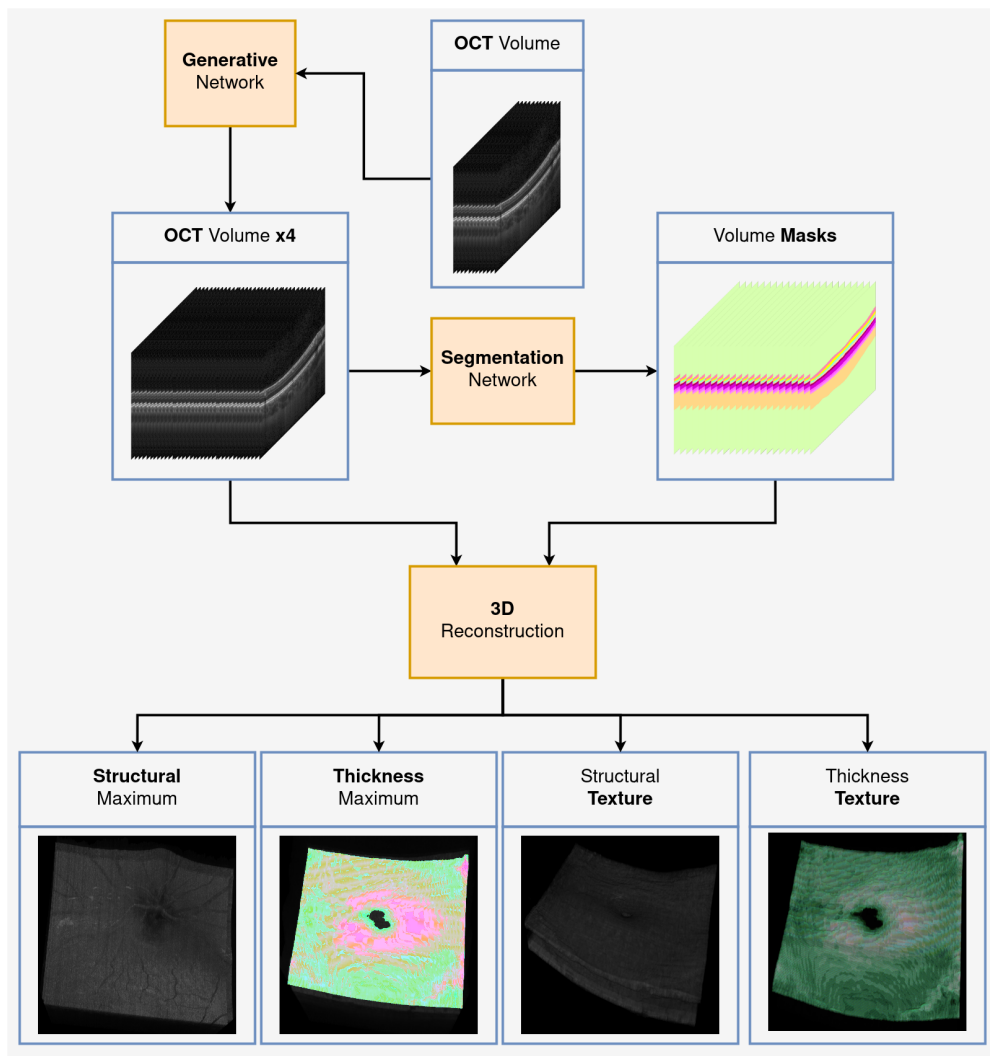 Generative
Network
OCT Volume
OCT Volume x4
Segmentation
Network
Volume Masks
3D
Reconstruction
Structural
Maximum
Thickness
Maximum
Structural
Texture
Thickness
Texture